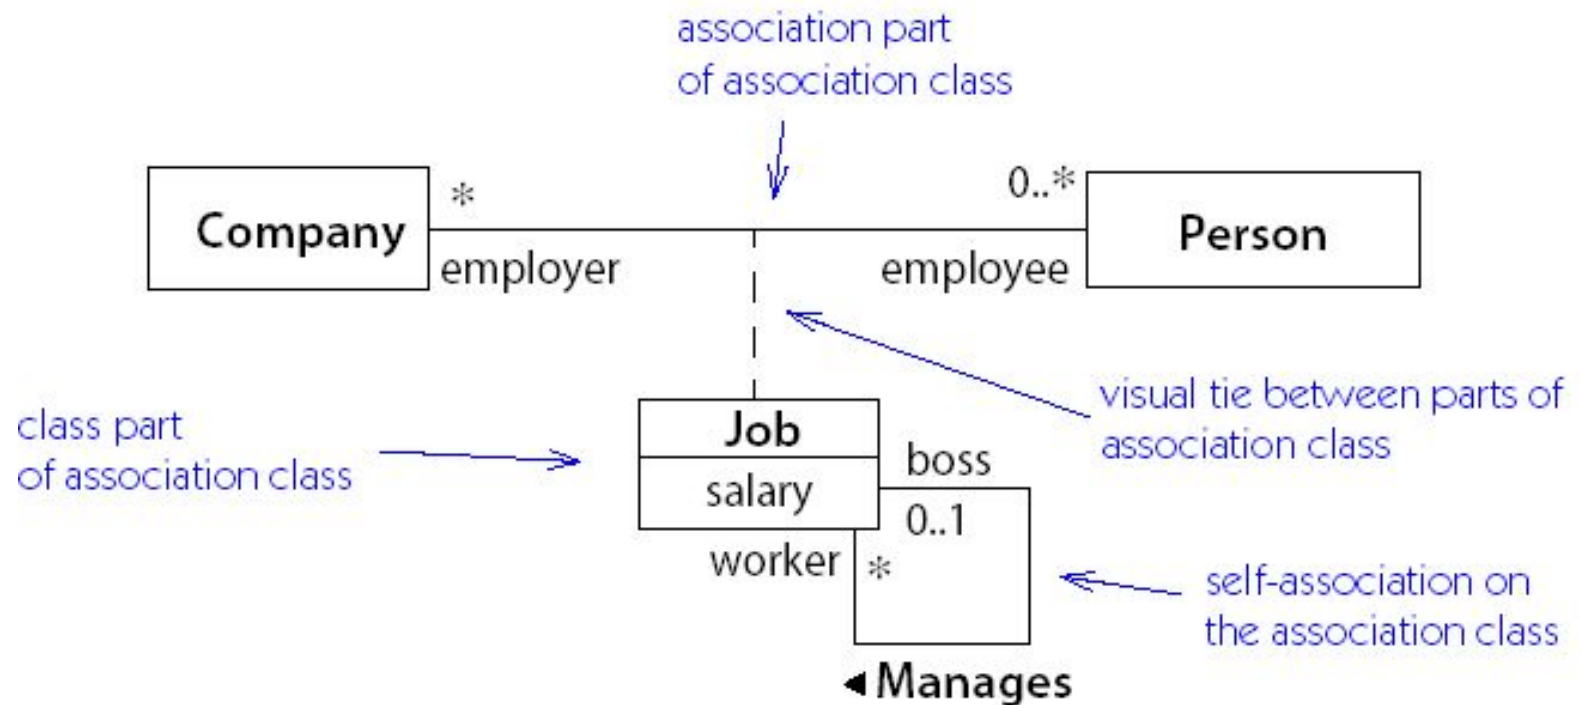 association part
of association class
*
0..*
Company
Person
employer
employee
visual tie between parts of
association class
class part
of association class
Job
boss
salary
0..1
worker
*
self-association on
the association class
◀ Manages